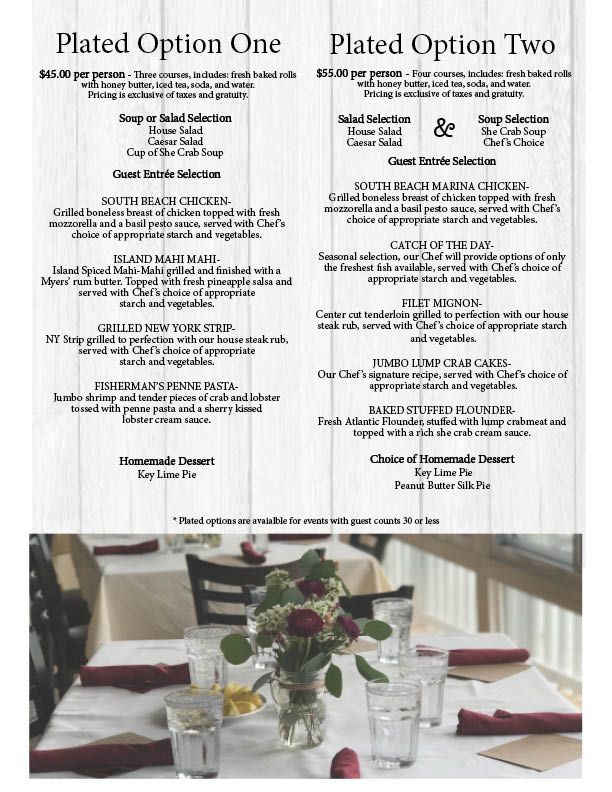 Plated Option One
$45.00 per person - Three courses, includes: fresh baked rolls
with honey butter, iced tea, soda, and water.
Pricing is exclusive of taxes and gratuity.
Soup or Salad Selection
House Salad
Caesar Salad
Cup of She Crab Soup
Guest Entrée Selection
SOUTH BEACH CHICKEN-
Grilled boneless breast of chicken topped with fresh
mozzorella and a basil pesto sauce, served with Chef's
choice of appropriate starch and vegetables.
ISLAND MAHI MAHI-
Island Spiced Mahi-Mahi grilled and finished with a
Myers' rum butter. Topped with fresh pineapple salsa and
served with Chef's choice of appropriate
starch and vegetables.
GRILLED NEW YORK STRIP-
NY Strip grilled to perfection with our house steak rub,
served with Chef's choice of appropriate
starch and vegetables.
FISHERMAN'S PENNE PASTA-
Jumbo shrimp and tender pieces of crab and lobster
tossed with penne pasta and a sherry kissed
lobster cream sauce.
Homemade Dessert
Key Lime Pie
Plated Option Two
$55.00 per person - Four courses, includes: fresh baked rolls
with honey butter, iced tea, soda, and water.
Pricing is exclusive of taxes and gratuity.
Salad Selection
House Salad
Caesar Salad
&
Soup Selection
She Crab Soup
Chef's Choice
Guest Entrée Selection
SOUTH BEACH MARINA CHICKEN-
Grilled boneless breast of chicken topped with fresh
mozzorella and a basil pesto sauce, served with Chef's
choice of appropriate starch and vegetables.
CATCH OF THE DAY-
Seasonal selection, our Chef will provide options of only
the freshest fish available, served with Chef's choice of
appropriate starch and vegetables.
FILET MIGNON-
Center cut tenderloin grilled to perfection with our house
steak rub, served with Chef's choice of appropriate starch
and vegetables.
JUMBO LUMP CRAB CAKES-
Our Chef's signature recipe, served with Chef's choice of
appropriate starch and vegetables.
BAKED STUFFED FLOUNDER-
Fresh Atlantic Flounder, stuffed with lump crabmeat and
topped with a rich she crab cream sauce.
Choice of Homemade Dessert
Key Lime Pie
Peanut Butter Silk Pie
* Plated options are avaialble for events with guest counts 30 or less